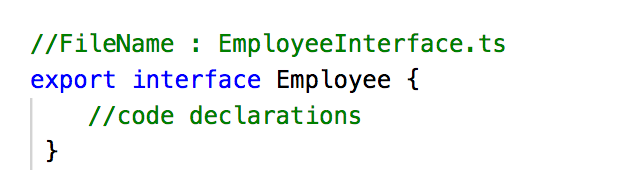 //FileName : EmployeeInterface.ts
export interface Employee {
//code declarations
}